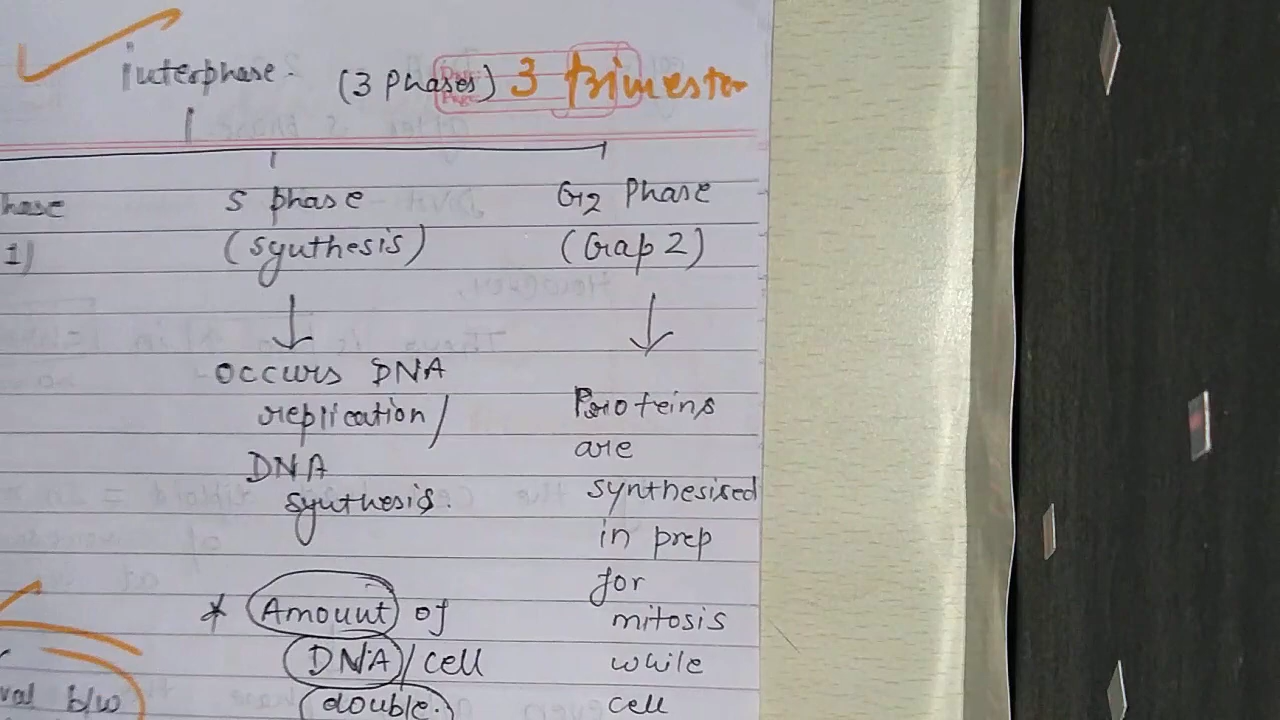 interphase. (3 Phases) 3 trimester
hase S phase G2 Phase
1) (synthesis) (Gap 2)
occurs DNA
replication/ Proteins
DNA are
synthesis. synthesised
in prep
for
* Amount of mitosis
DNA/cell while
val b/w double. cell